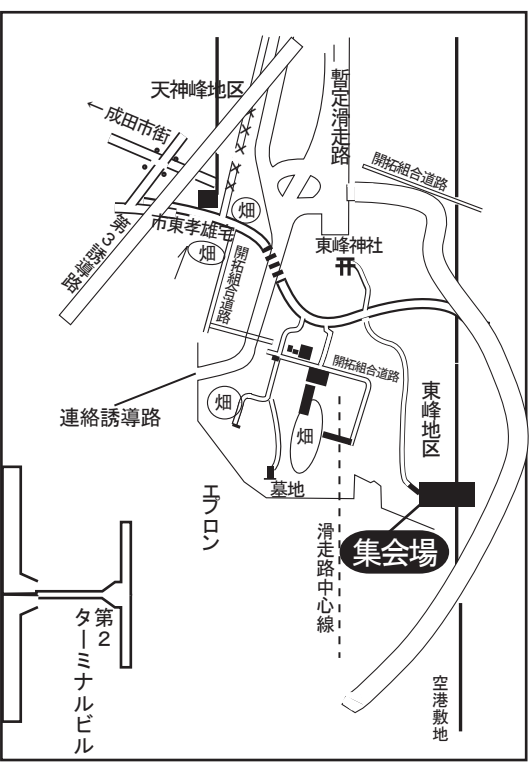 天神峰地区
←成田市街
暫定滑走路
開拓組合道路
市東孝雄宅
畑
畑
第3誘導路
開拓組合道路
東峰神社
開拓組合道路
連絡誘導路
畑
畑
東峰地区
墓地
エプロン
滑走路中心線
集会場
第2
ターミナルビル
空港敷地